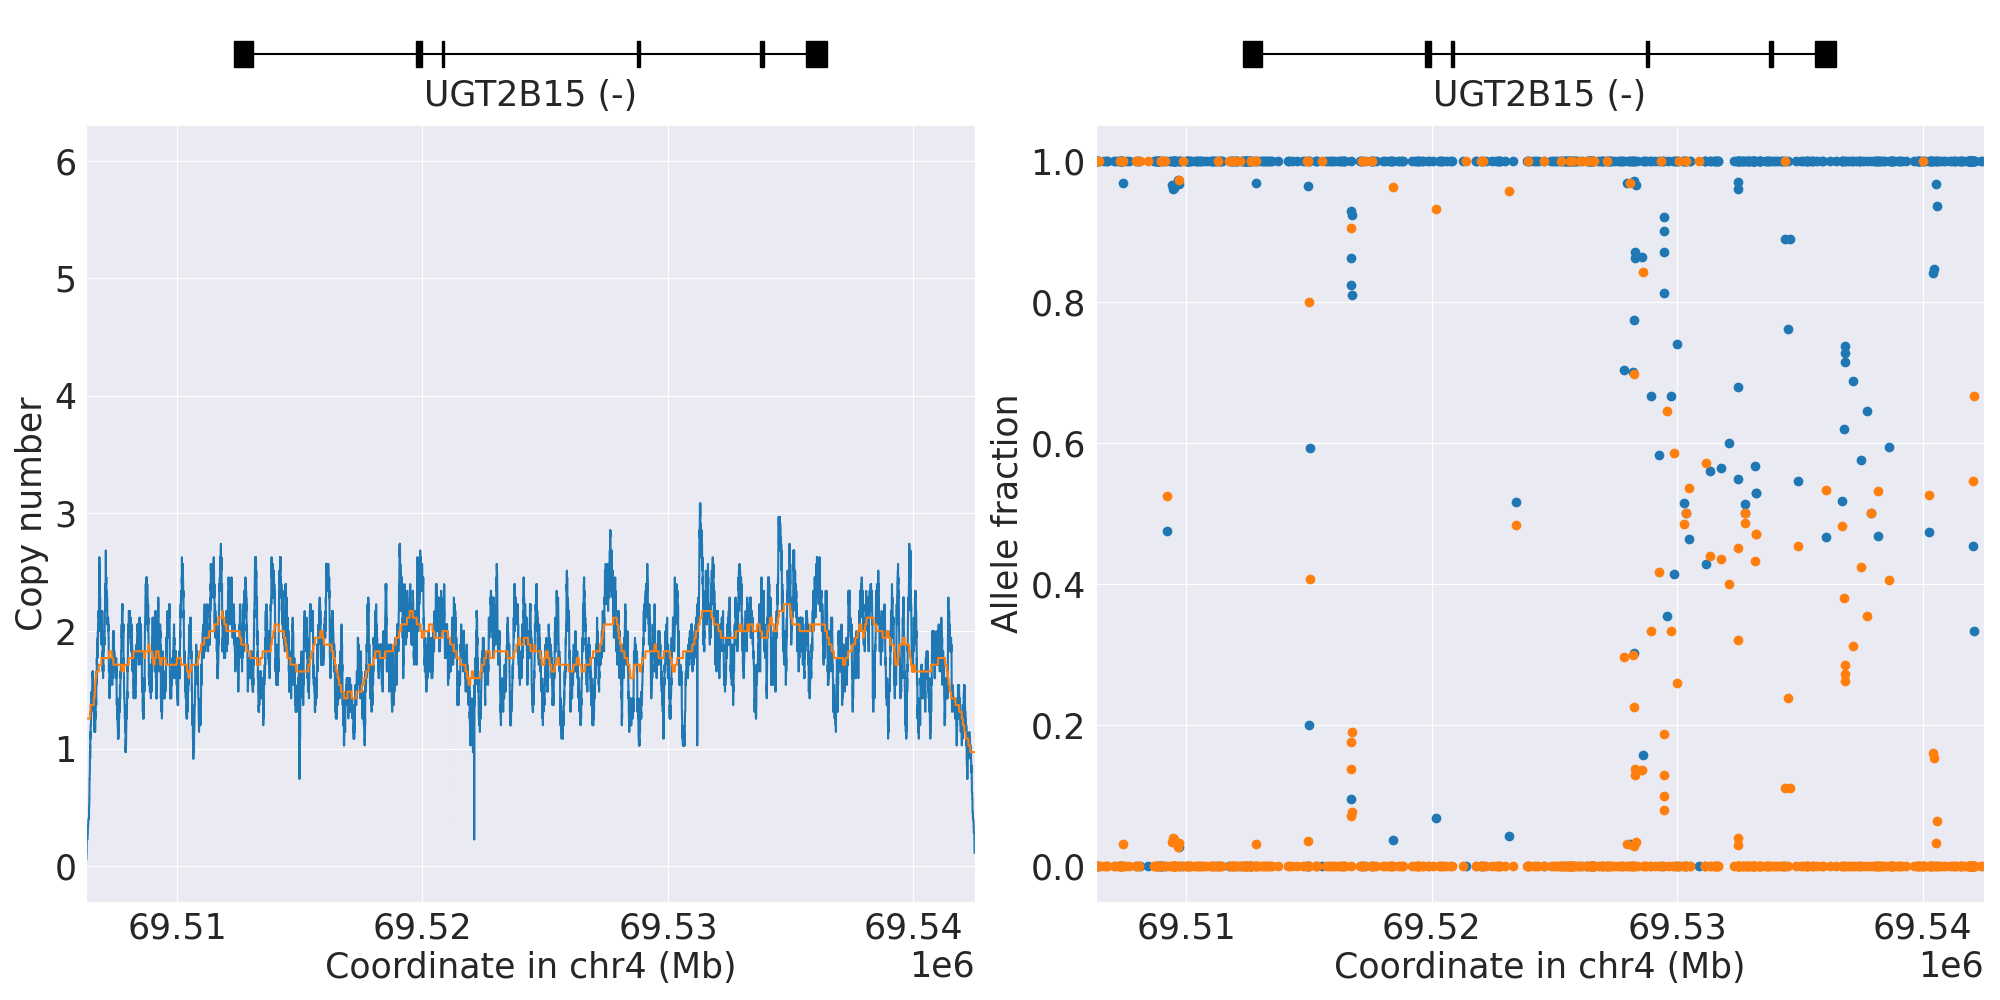 UGT2B15 (-)
6
5
4
3
2
1
0
Copy number
69.51 69.52 69.53 69.54
Coordinate in chr4 (Mb)
1e6
UGT2B15 (-)
1.0
0.8
0.6
0.4
0.2
0.0
Allele fraction
69.51 69.52 69.53 69.54
Coordinate in chr4 (Mb)
1e6